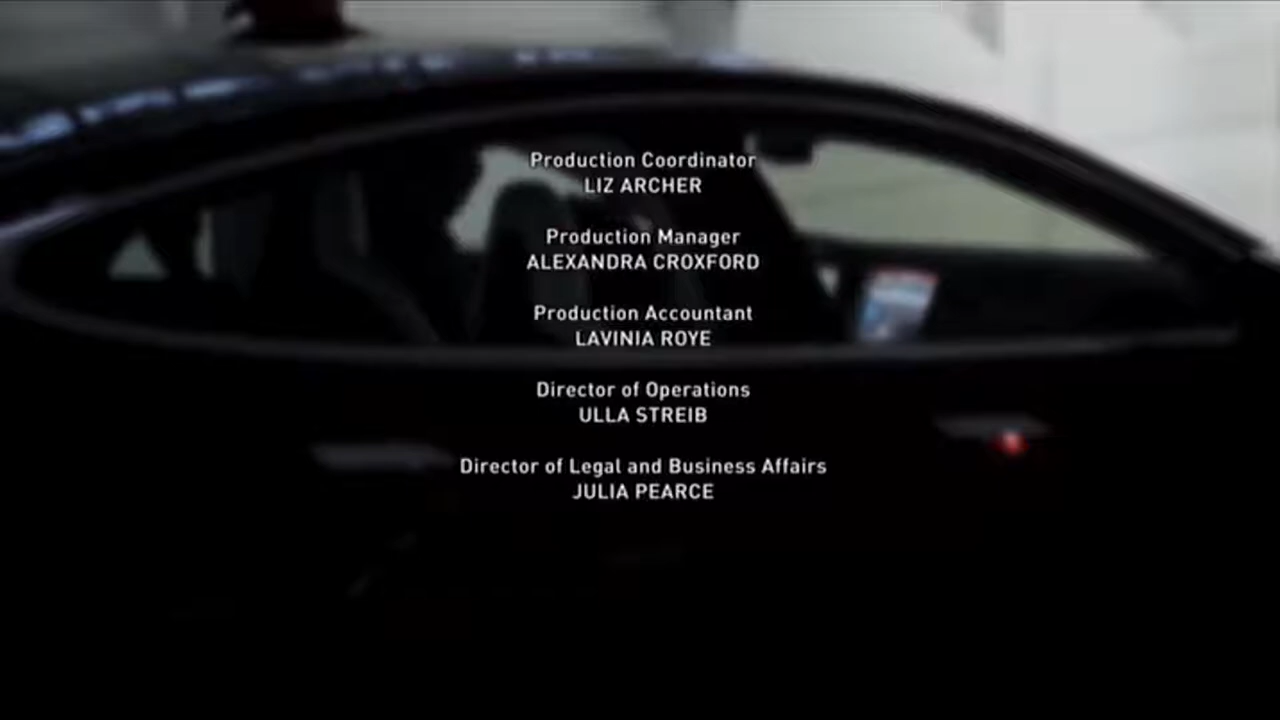 Production Coordinator
LIZ ARCHER
Production Manager
ALEXANDRA CROXFORD
Production Accountant
LAVINIA ROYE
Director of Operations
ULLA STREIB
Director of Legal and Business Affairs
JULIA PEARCE